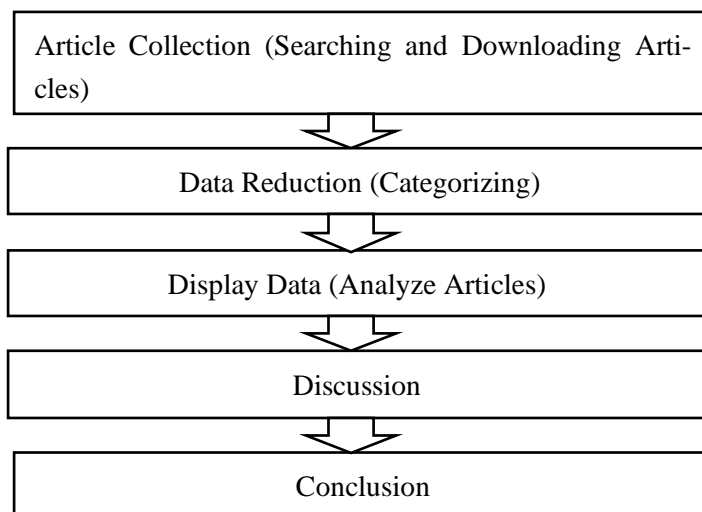 Article Collection (Searching and Downloading Arti-
cles)
Data Reduction (Categorizing)
Display Data (Analyze Articles)
Discussion
Conclusion